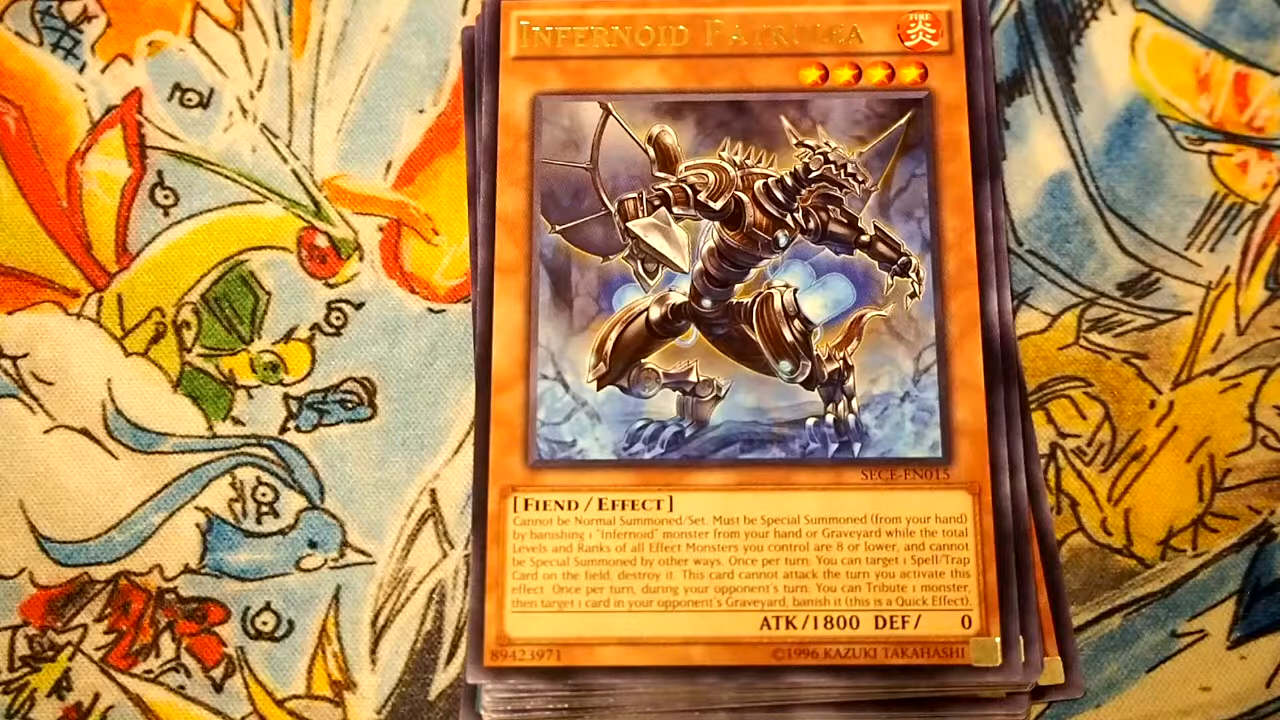 INFERNOID PATRULEA
FIRE
炎
SECE-EN015
[FIEND / EFFECT]
Cannot be Normal Summoned/Set. Must be Special Summoned (from your hand)
by banishing 1 "Infernoid" monster from your hand or Graveyard while the total
Levels and Ranks of all Effect Monsters you control are 8 or lower, and cannot
be Special Summoned by other ways. Once per turn: You can target 1 Spell/Trap
Card on the field; destroy it. This card cannot attack the turn you activate this
effect. Once per turn, during your opponent's turn: You can Tribute 1 monster,
then target 1 card in your opponent's Graveyard; banish it (this is a Quick Effect).
ATK/1800 DEF/ 0
89423971 ©1996 KAZUKI TAKAHASHI